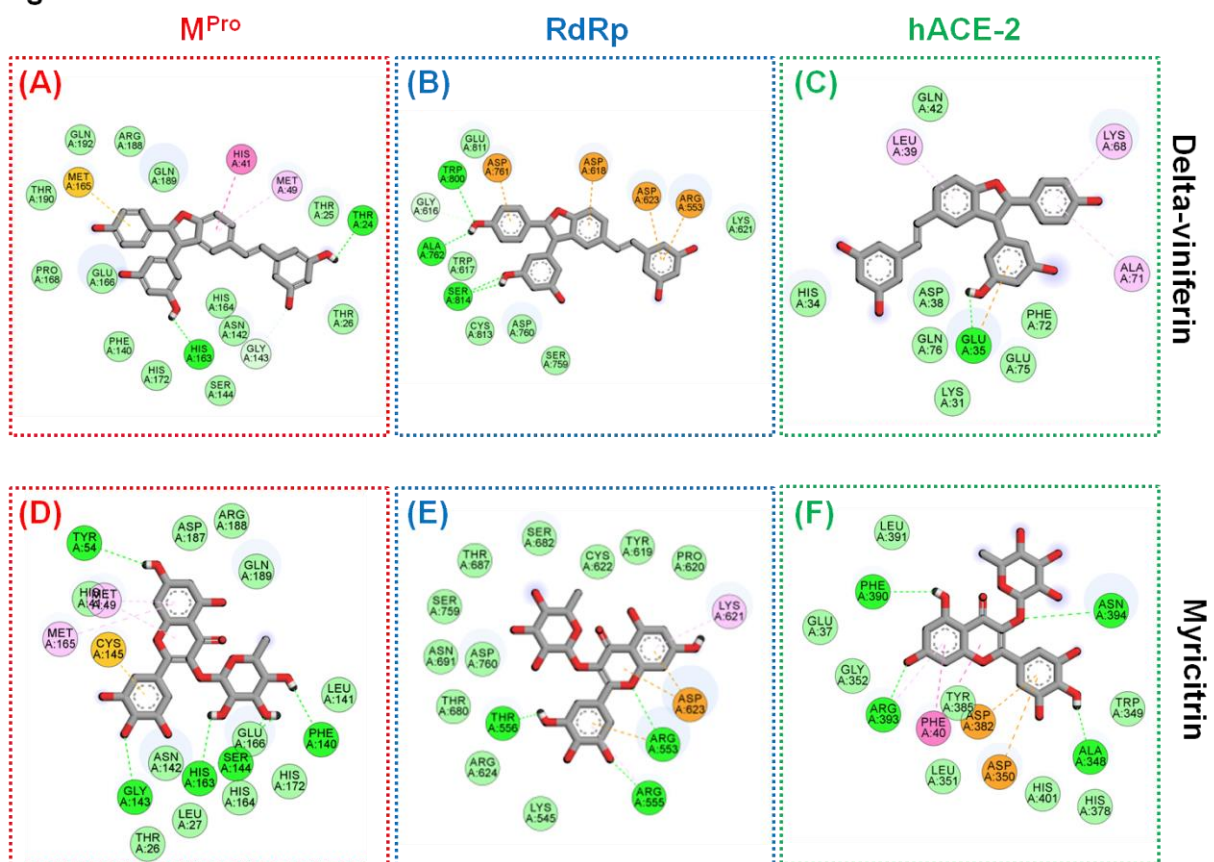 M^Pro RdRp hACE-2
(A)
GLN A:192
ARG A:188
HIS A:41
MET A:165
GLN A:189
MET A:49
THR A:190
THR A:25
THR A:24
PRO A:168
GLU A:166
HIS A:164
ASN A:142
THR A:26
PHE A:140
HIS A:163
GLY A:143
HIS A:172
SER A:144
(B)
GLU A:811
TRP A:800
ASP A:761
ASP A:618
GLY A:616
ASP A:623
ARG A:553
LYS A:621
ALA A:762
TRP A:617
SER A:814
CYS A:813
ASP A:760
SER A:759
(C)
GLN A:42
LEU A:39
LYS A:68
ALA A:71
HIS A:34
ASP A:38
PHE A:72
GLN A:76
GLU A:35
GLU A:75
LYS A:31
Delta-viniferin
(D)
TYR A:54
ASP A:187
ARG A:188
GLN A:189
HIS A:41
MET A:49
MET A:165
CYS A:145
LEU A:141
GLU A:166
PHE A:140
ASN A:142
SER A:144
HIS A:163
HIS A:172
GLY A:143
HIS A:164
LEU A:27
THR A:26
(E)
SER A:682
TYR A:619
THR A:687
CYS A:622
PRO A:620
SER A:759
LYS A:621
ASN A:691
ASP A:760
ASP A:623
THR A:680
THR A:556
ARG A:553
ARG A:624
ARG A:555
LYS A:545
(F)
LEU A:391
PHE A:390
ASN A:394
GLU A:37
GLY A:352
ARG A:393
TYR A:385
PHE A:40
ASP A:382
TRP A:349
ALA A:348
LEU A:351
ASP A:350
HIS A:401
HIS A:378
Myricitrin